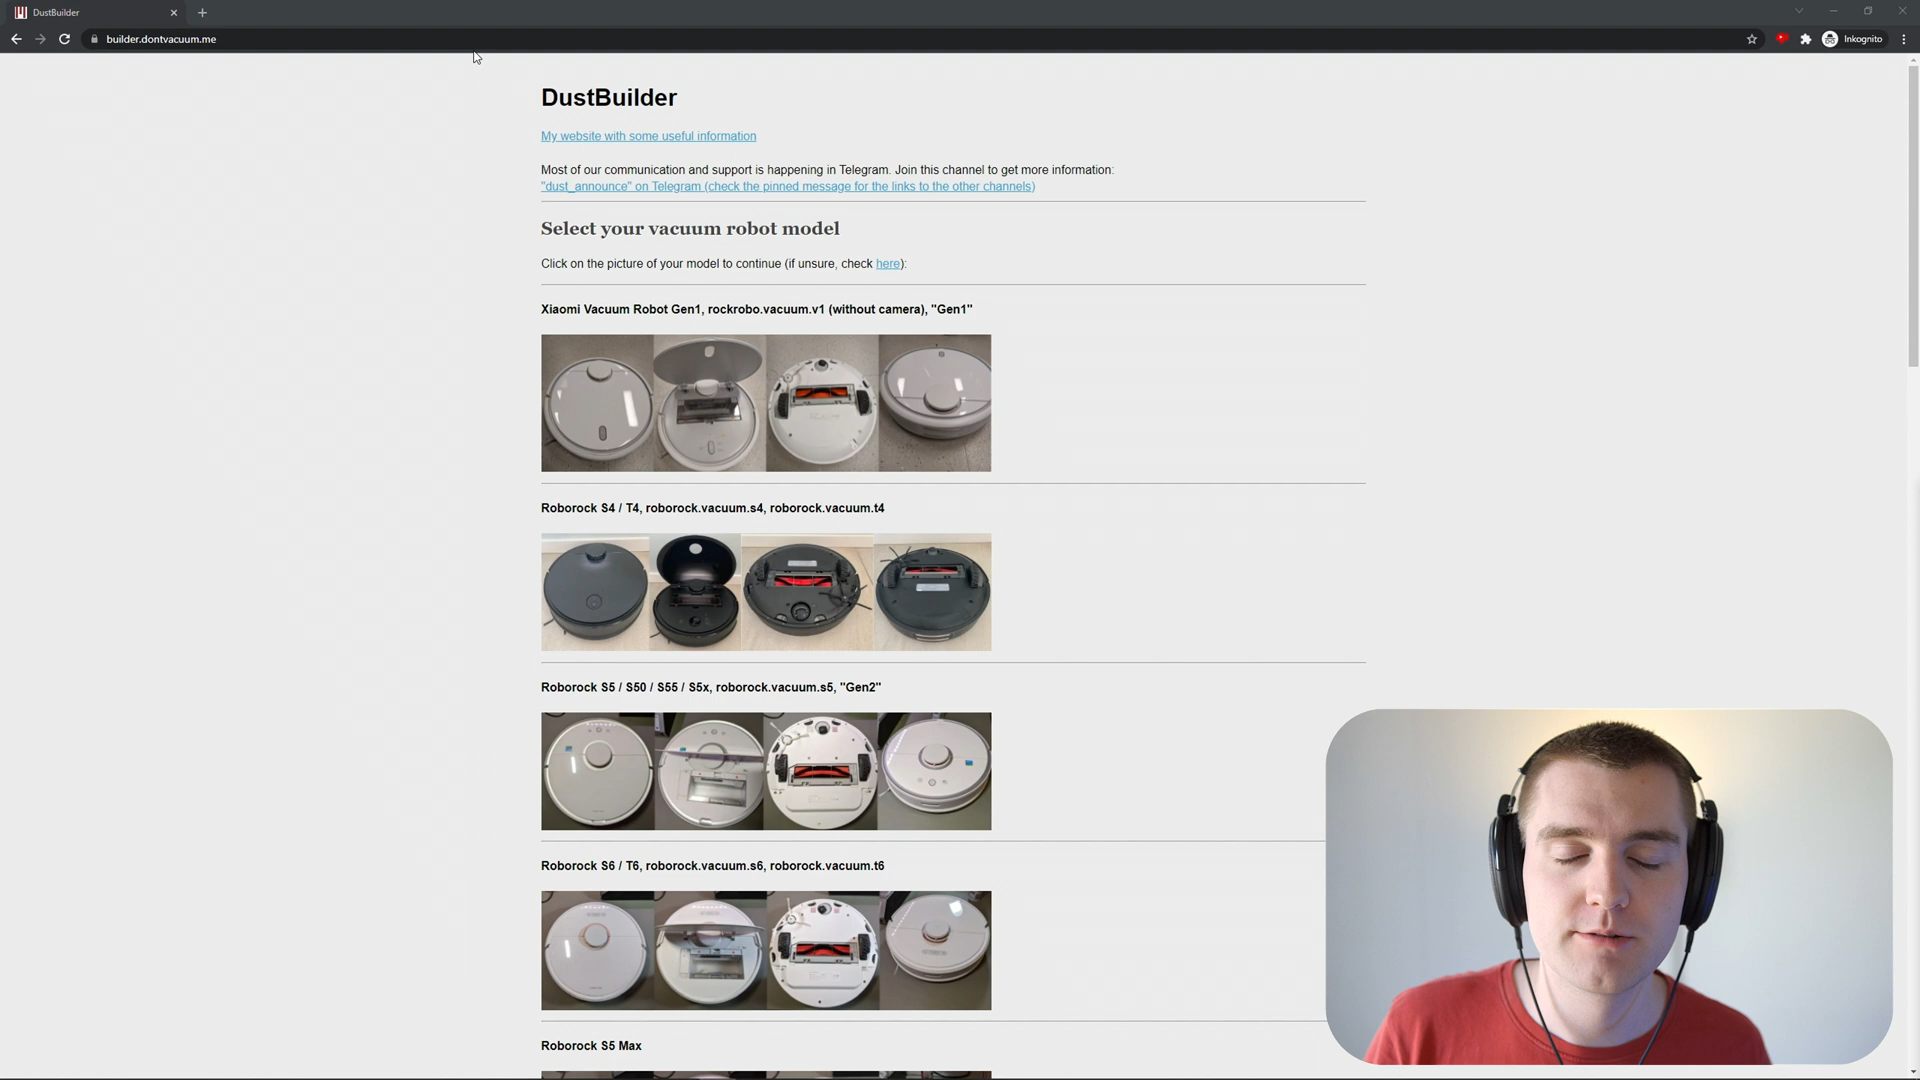 DustBuilder
builder.dontvacuum.me
Inkognito
DustBuilder
My website with some useful information
Most of our communication and support is happening in Telegram. Join this channel to get more information:
"dust_announce" on Telegram (check the pinned message for the links to the other channels)
Select your vacuum robot model
Click on the picture of your model to continue (if unsure, check here):
Xiaomi Vacuum Robot Gen1, rockrobo.vacuum.v1 (without camera), "Gen1"
Roborock S4 / T4, roborock.vacuum.s4, roborock.vacuum.t4
Roborock S5 / S50 / S55 / S5x, roborock.vacuum.s5, "Gen2"
Roborock S6 / T6, roborock.vacuum.s6, roborock.vacuum.t6
Roborock S5 Max